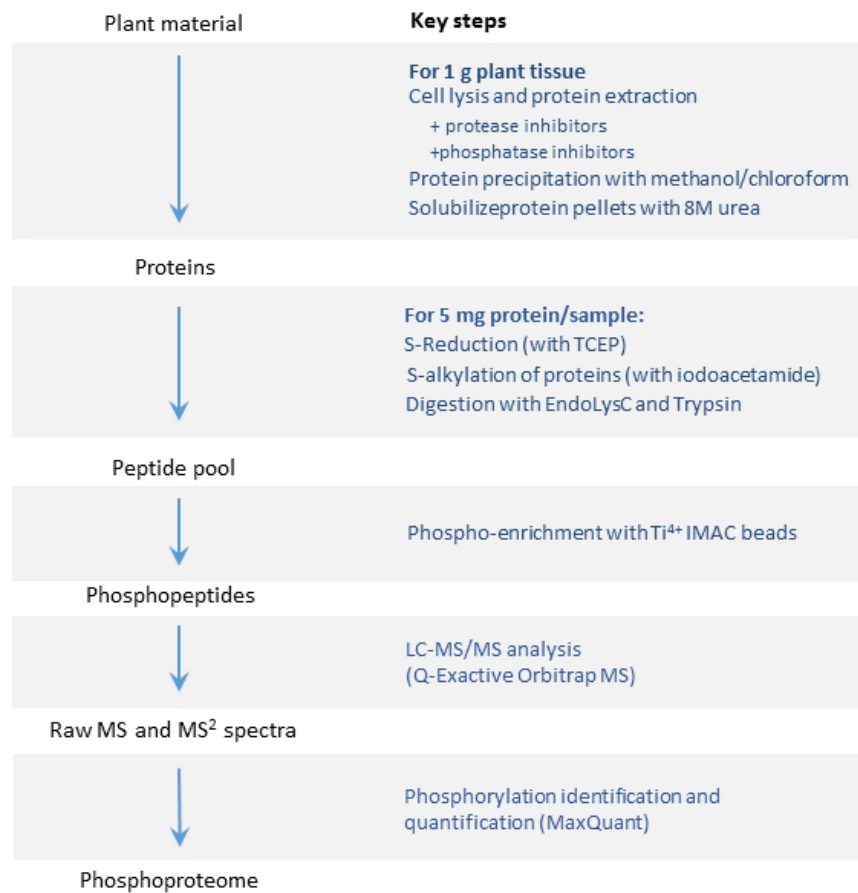 Plant material
Key steps
For 1 g plant tissue
Cell lysis and protein extraction
+ protease inhibitors
+phosphatase inhibitors
Protein precipitation with methanol/chloroform
Solubilizeprotein pellets with 8M urea
Proteins
For 5 mg protein/sample:
S-Reduction (with TCEP)
S-alkylation of proteins (with iodoacetamide)
Digestion with EndoLysC and Trypsin
Peptide pool
Phospho-enrichment with Ti⁴⁺ IMAC beads
Phosphopeptides
LC-MS/MS analysis
(Q-Exactive Orbitrap MS)
Raw MS and MS² spectra
Phosphorylation identification and
quantification (MaxQuant)
Phosphoproteome